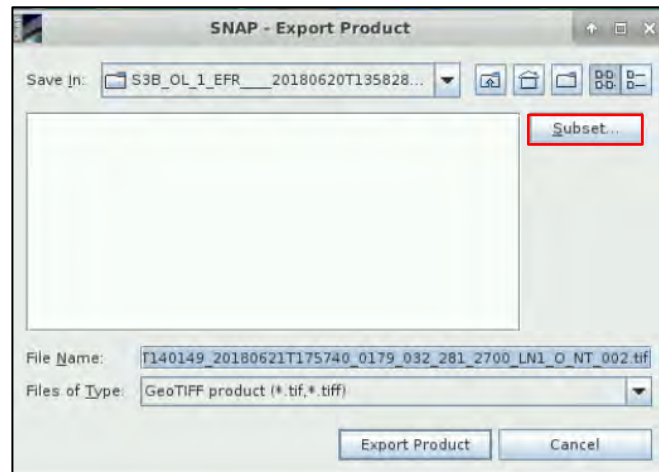 SNAP - Export Product
Save In: S3B_OL_1_EFR____20180620T135828...
Subset...
File Name: T140149_20180621T175740_0179_032_281_2700_LN1_O_NT_002.tif
Files of Type: GeoTIFF product (*.tif,*.tiff)
Export Product Cancel